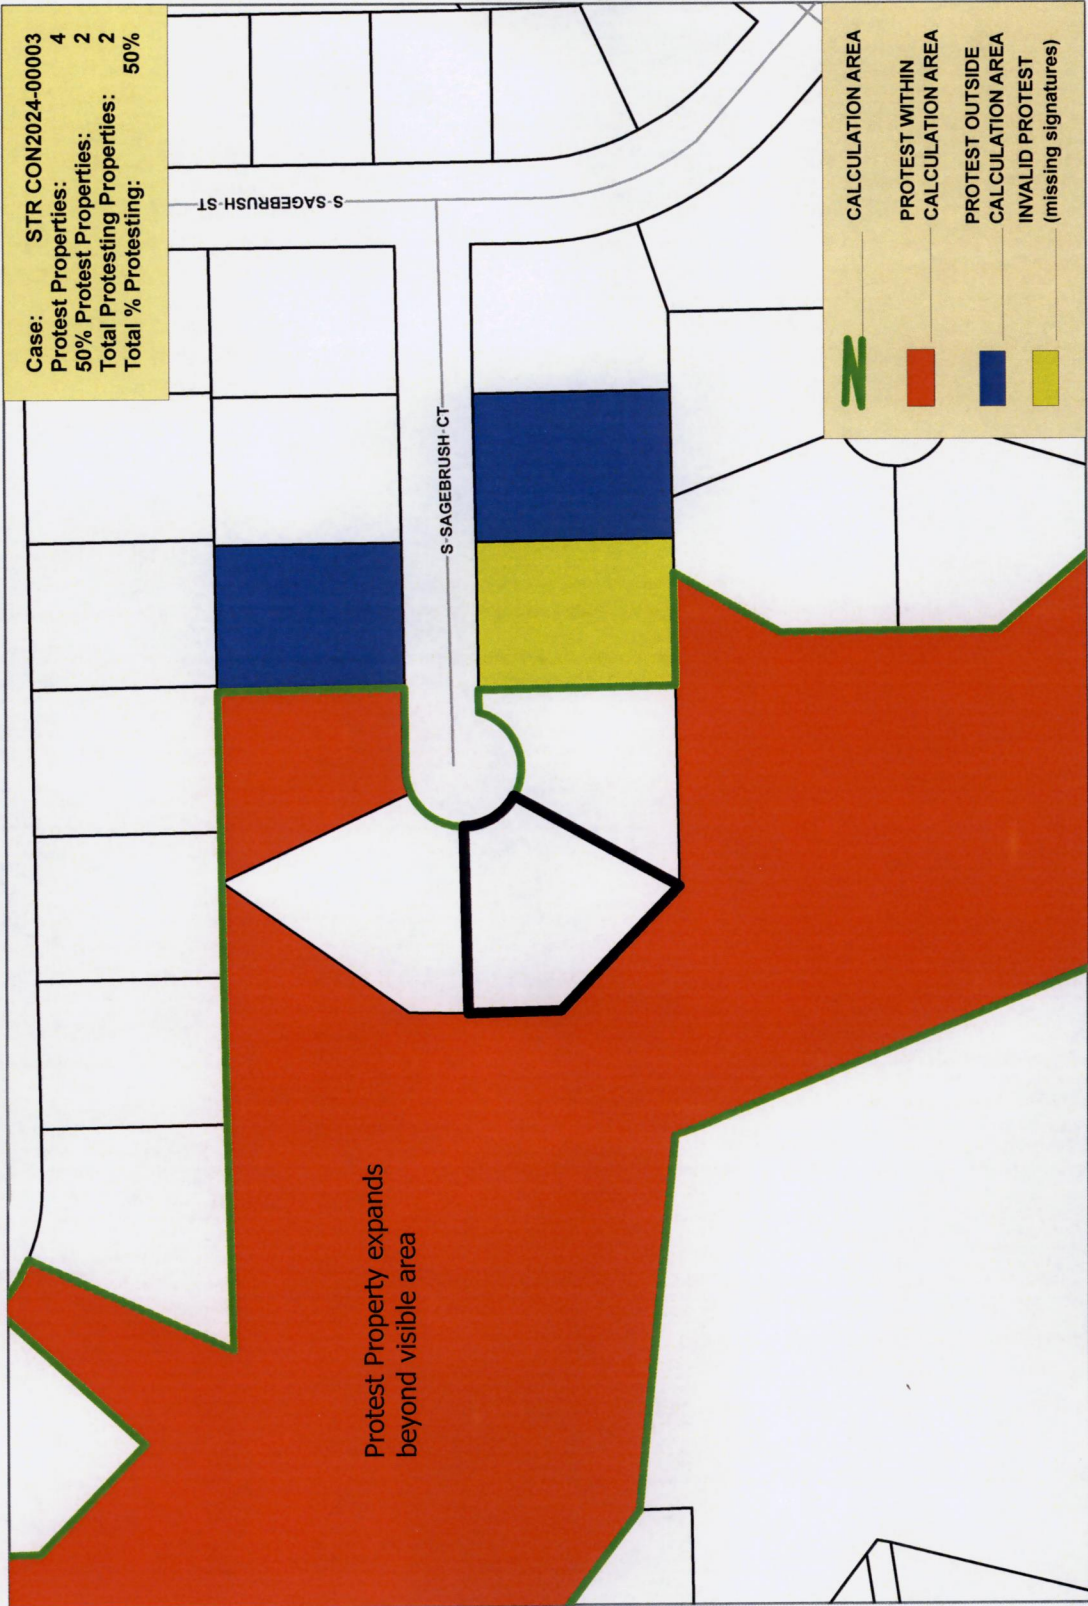 Case: STR CON2024-00003
Protest Properties: 4
50% Protest Properties: 2
Total Protesting Properties: 2
Total % Protesting: 50%
S-SAGEBRUSH-ST
S-SAGEBRUSH-CT
Protest Property expands
beyond visible area
CALCULATION AREA
PROTEST WITHIN
CALCULATION AREA
PROTEST OUTSIDE
CALCULATION AREA
INVALID PROTEST
(missing signatures)